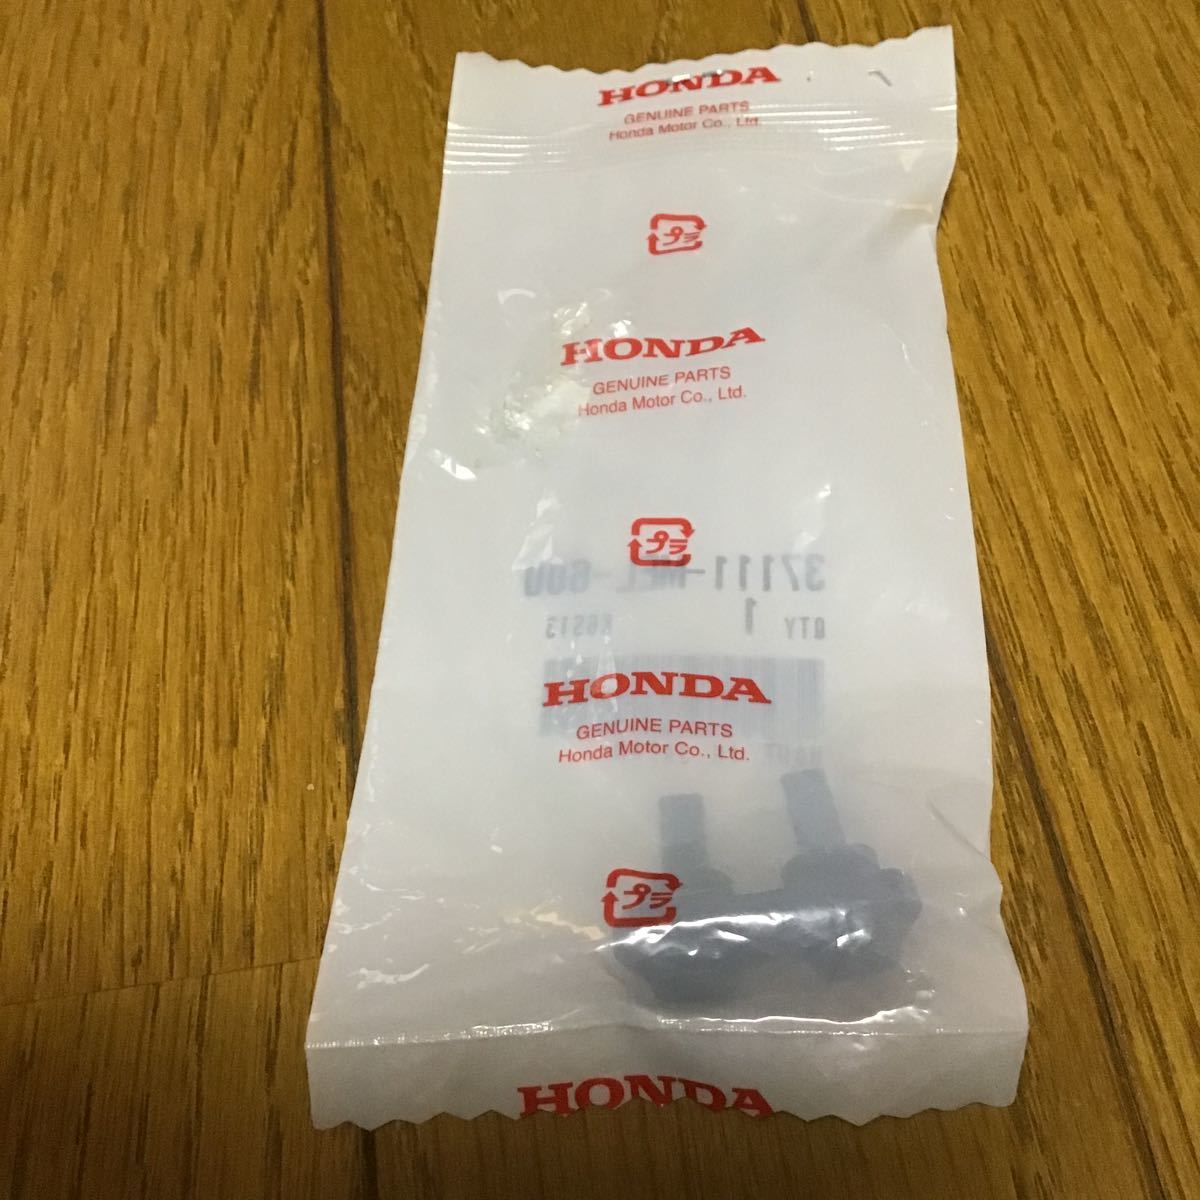 HONDA
GENUINE PARTS
Honda Motor Co., Ltd.
プラ
HONDA
GENUINE PARTS
Honda Motor Co., Ltd.
プラ
37111-
QTY 1
HONDA
GENUINE PARTS
Honda Motor Co., Ltd.
プラ
HONDA